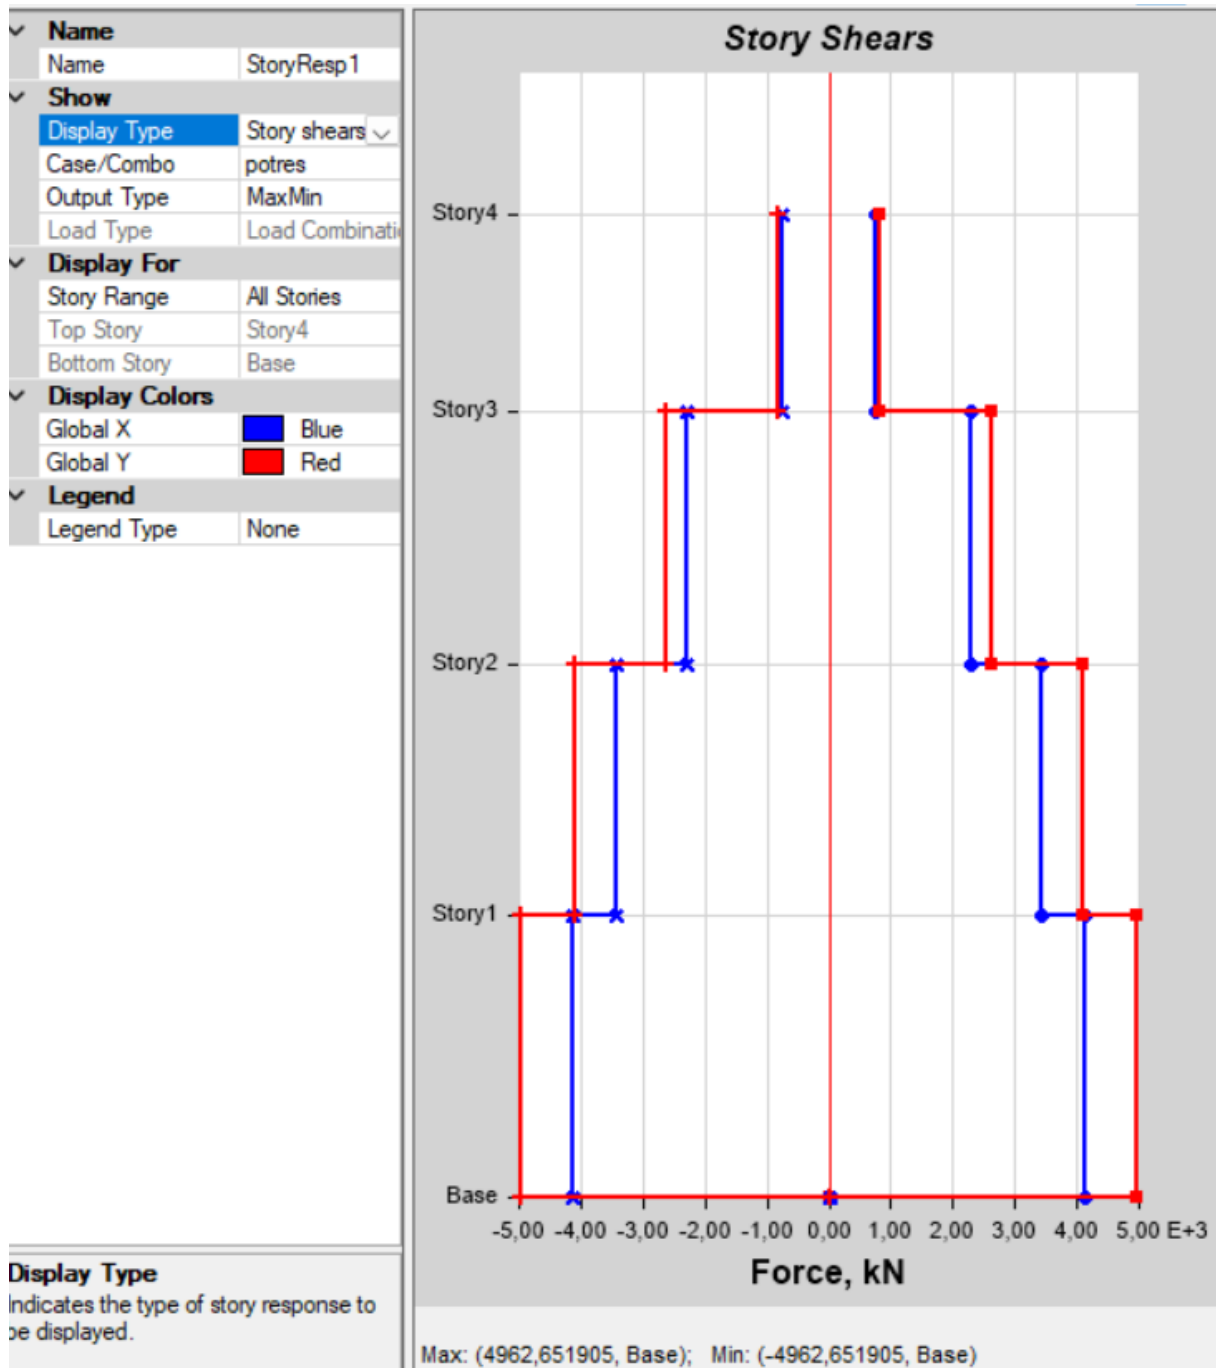 Name
Name StoryResp1
Show
Display Type Story shears
Case/Combo potres
Output Type MaxMin
Load Type Load Combinati
Display For
Story Range All Stories
Top Story Story4
Bottom Story Base
Display Colors
Global X Blue
Global Y Red
Legend
Legend Type None
Display Type
Indicates the type of story response to
be displayed.
Story Shears
Story4
Story3
Story2
Story1
Base
-5,00 -4,00 -3,00 -2,00 -1,00 0,00 1,00 2,00 3,00 4,00 5,00 E+3
Force, kN
Max: (4962,651905, Base); Min: (-4962,651905, Base)